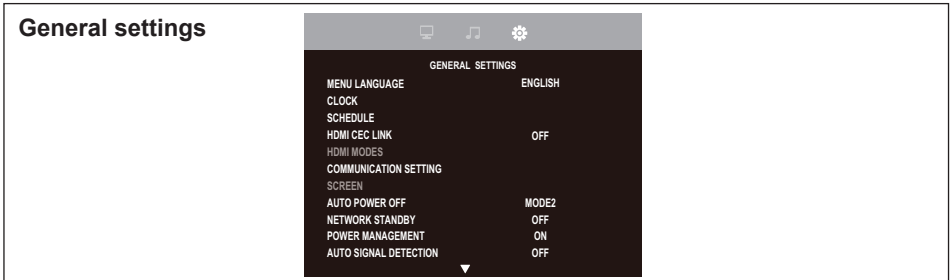 General settings
GENERAL SETTINGS
MENU LANGUAGE ENGLISH
CLOCK
SCHEDULE
HDMI CEC LINK OFF
HDMI MODES
COMMUNICATION SETTING
SCREEN
AUTO POWER OFF MODE2
NETWORK STANDBY OFF
POWER MANAGEMENT ON
AUTO SIGNAL DETECTION OFF